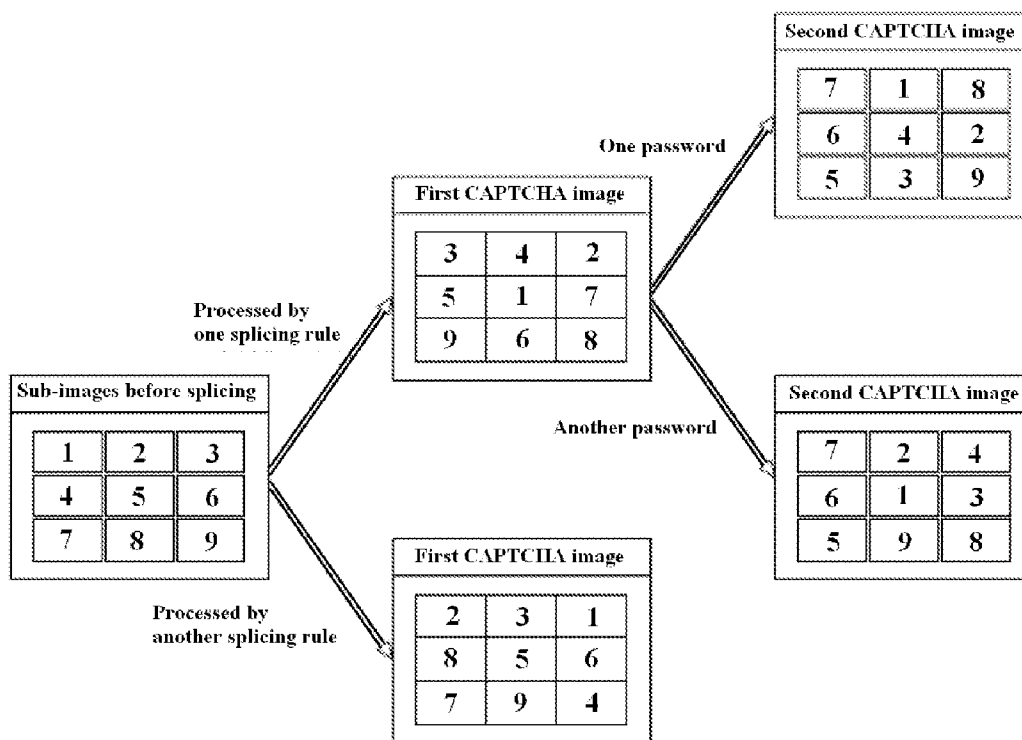 Second CAPTCHA image
7 1 8
6 4 2
5 3 9
One password
First CAPTCHA image
3 4 2
5 1 7
9 6 8
Processed by
one splicing rule
Sub-images before splicing
1 2 3
4 5 6
7 8 9
Another password
Second CAPTCHA image
7 2 4
6 1 3
5 9 8
Processed by
another splicing rule
First CAPTCHA image
2 3 1
8 5 6
7 9 4